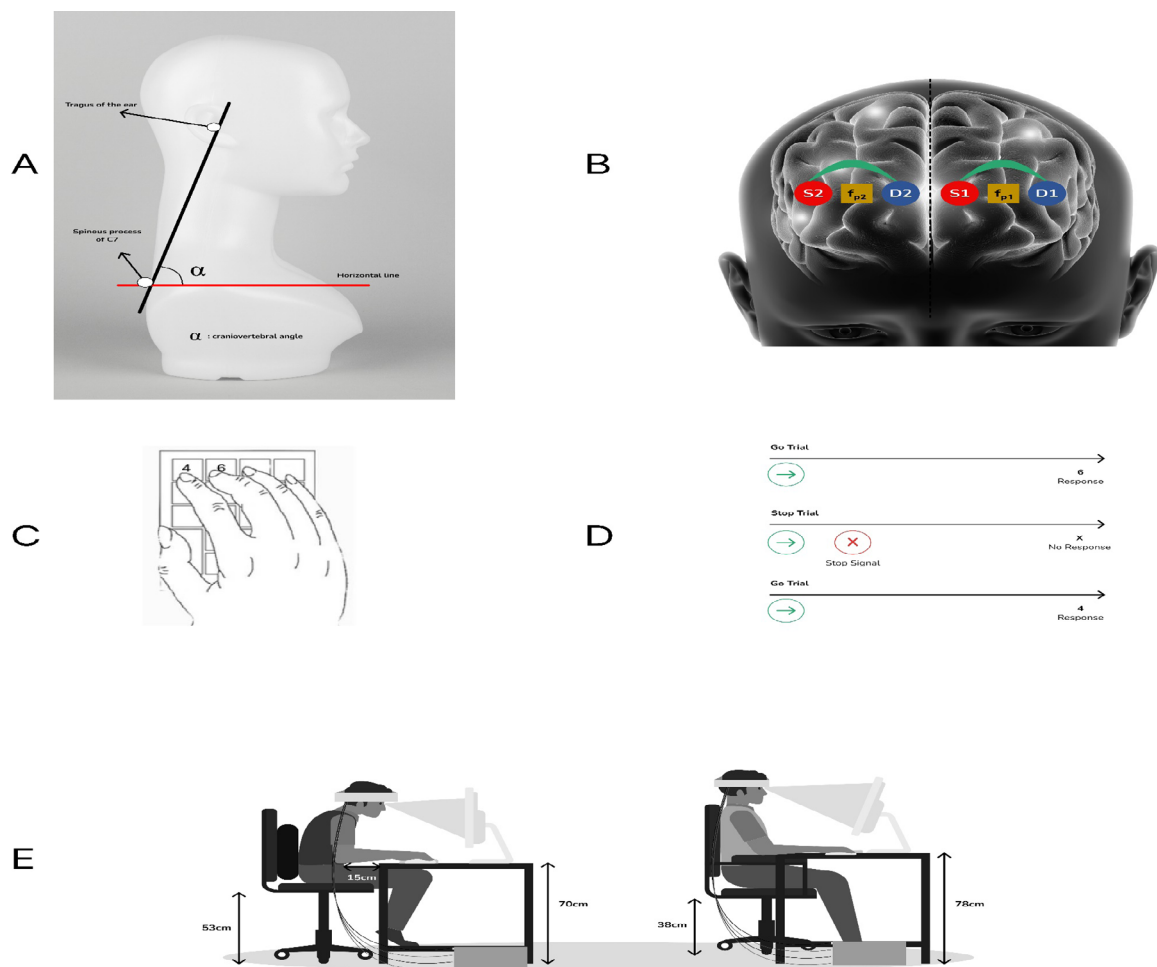 A
Tragus of the ear
Spinous process
of C7
α
Horizontal line
α : craniovertebral angle
B
S2
fp2
D2
S1
fp1
D1
C
4 6
D
Go Trial
6
Response
Stop Trial
X
No Response
Stop Signal
Go Trial
4
Response
E
15cm
53cm
70cm
38cm
78cm